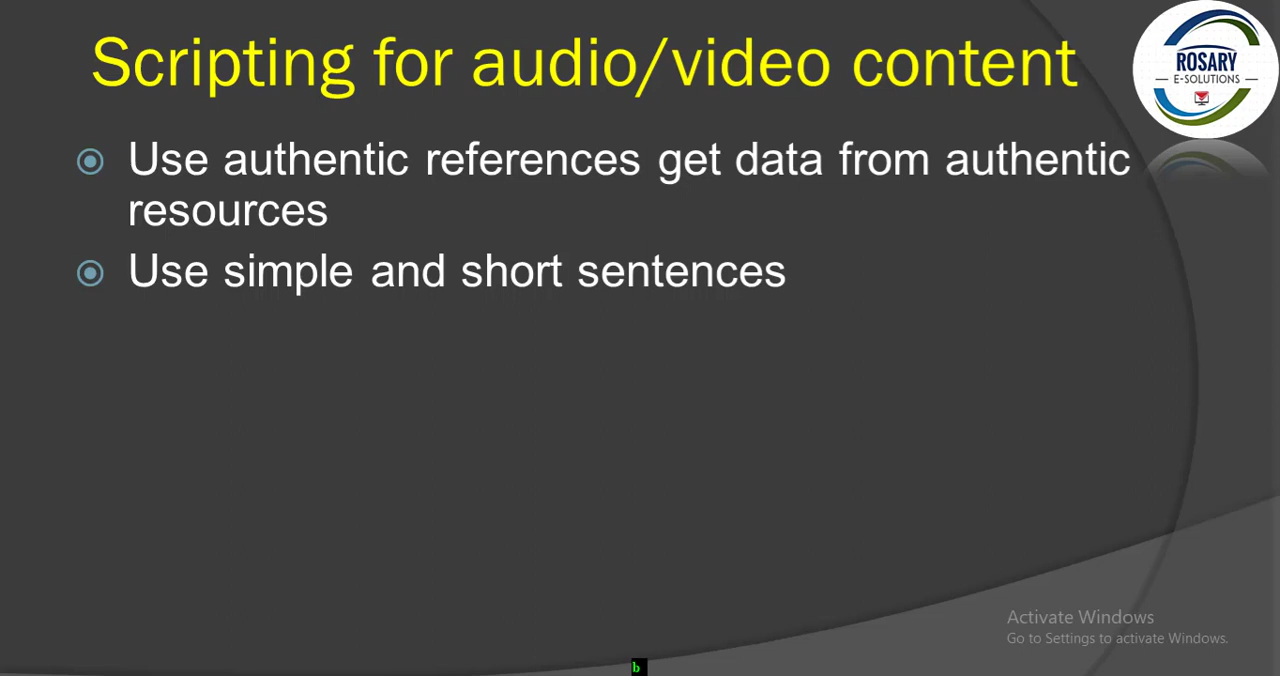 Scripting for audio/video content
ROSARY
E-SOLUTIONS
Use authentic references get data from authentic
resources
Use simple and short sentences
Activate Windows
Go to Settings to activate Windows.
b